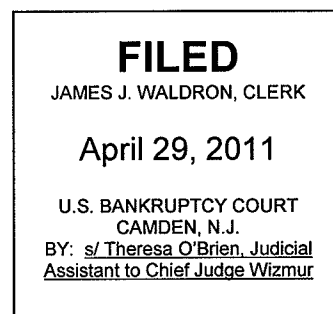 FILED
JAMES J. WALDRON, CLERK
April 29, 2011
U.S. BANKRUPTCY COURT
CAMDEN, N.J.
BY: s/ Theresa O'Brien, Judicial
Assistant to Chief Judge Wizmur